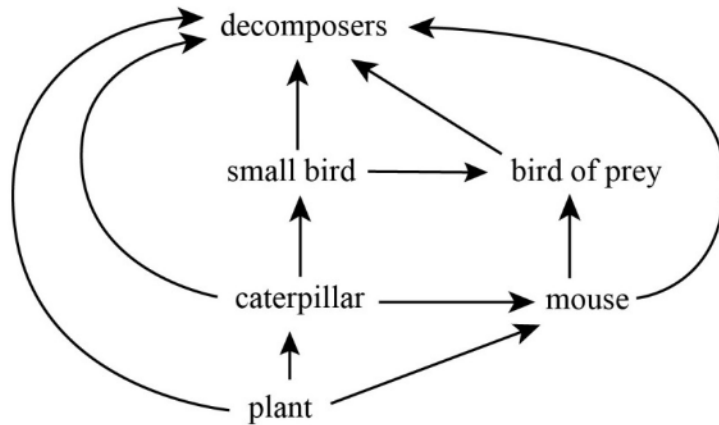 decomposers
small bird
bird of prey
caterpillar
mouse
plant